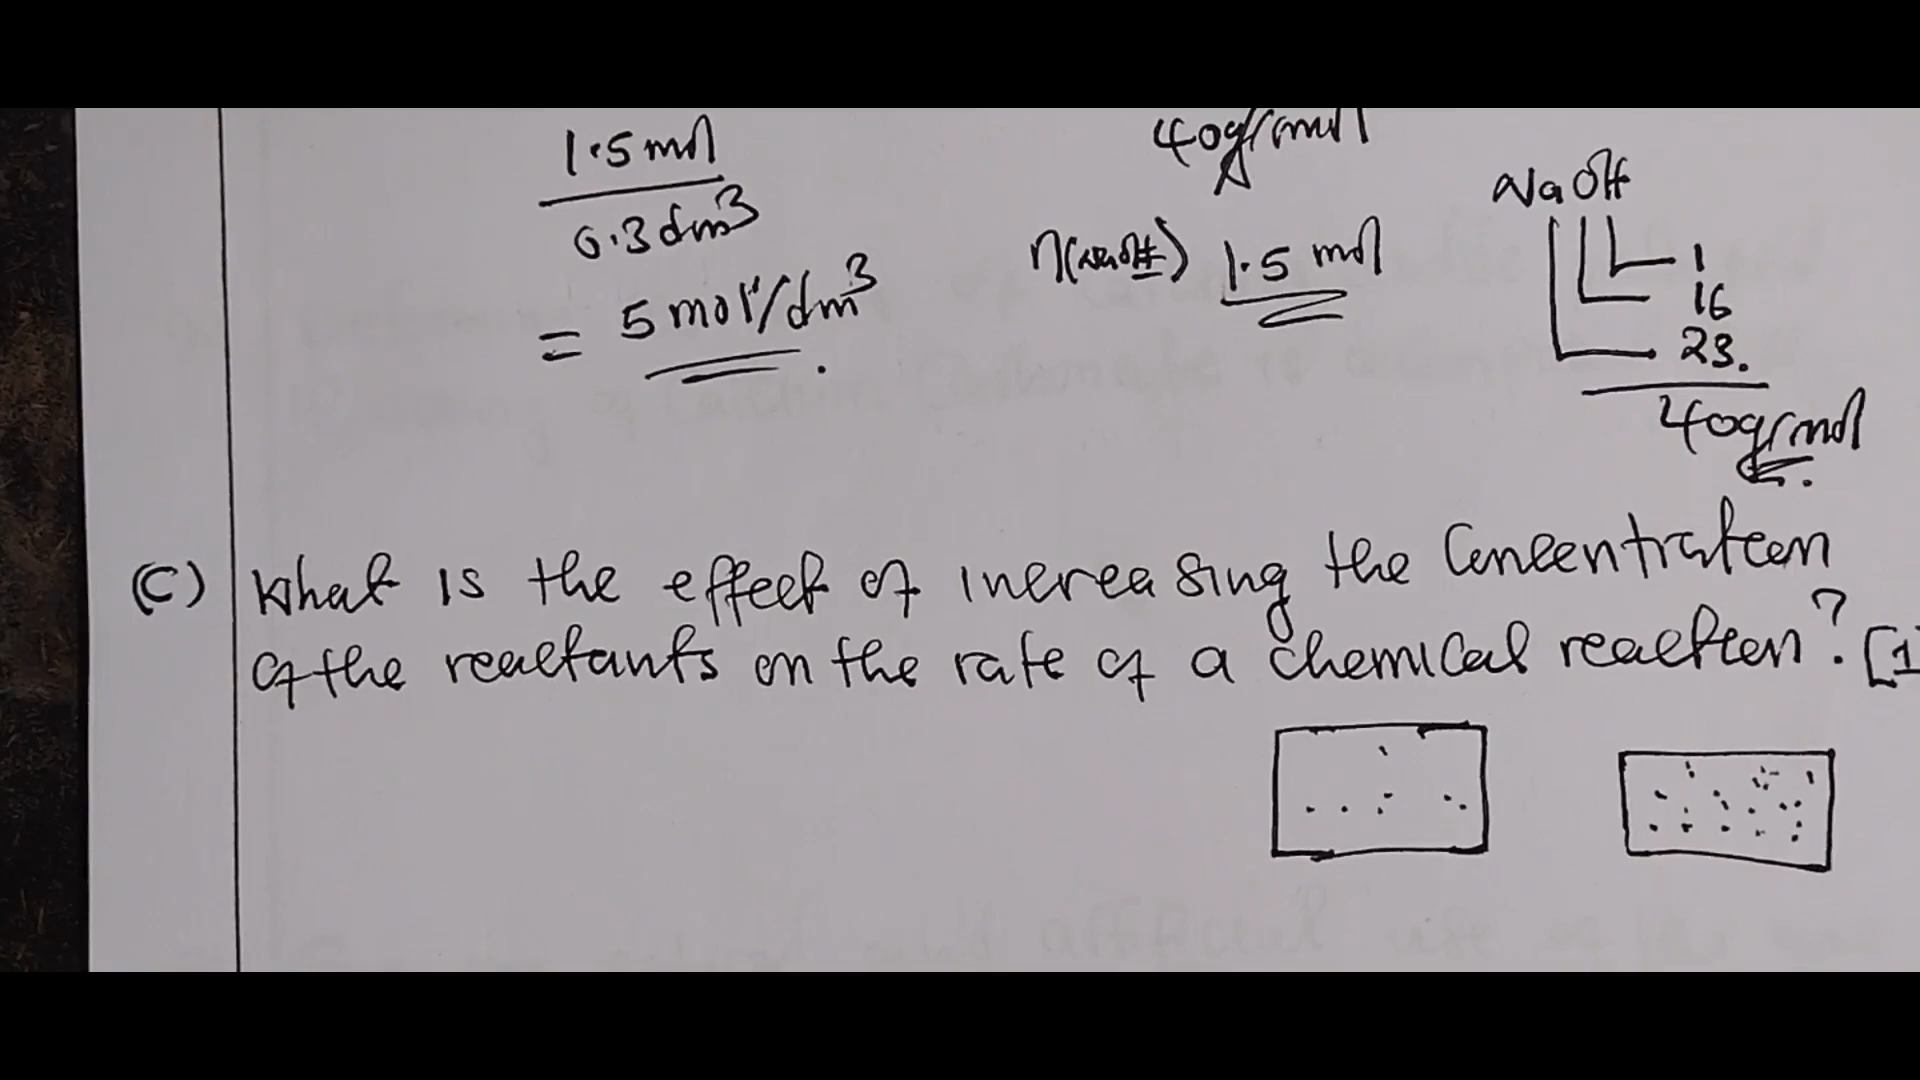 1.5 mol
0.3 dm³
= 5 mol/dm³
40g/mol
n(NaOH) 1.5 mol
NaOH
1
16
23.
40g/mol
(C) What is the effect of increasing the Concentration
of the reactants on the rate of a chemical reaction? [1]